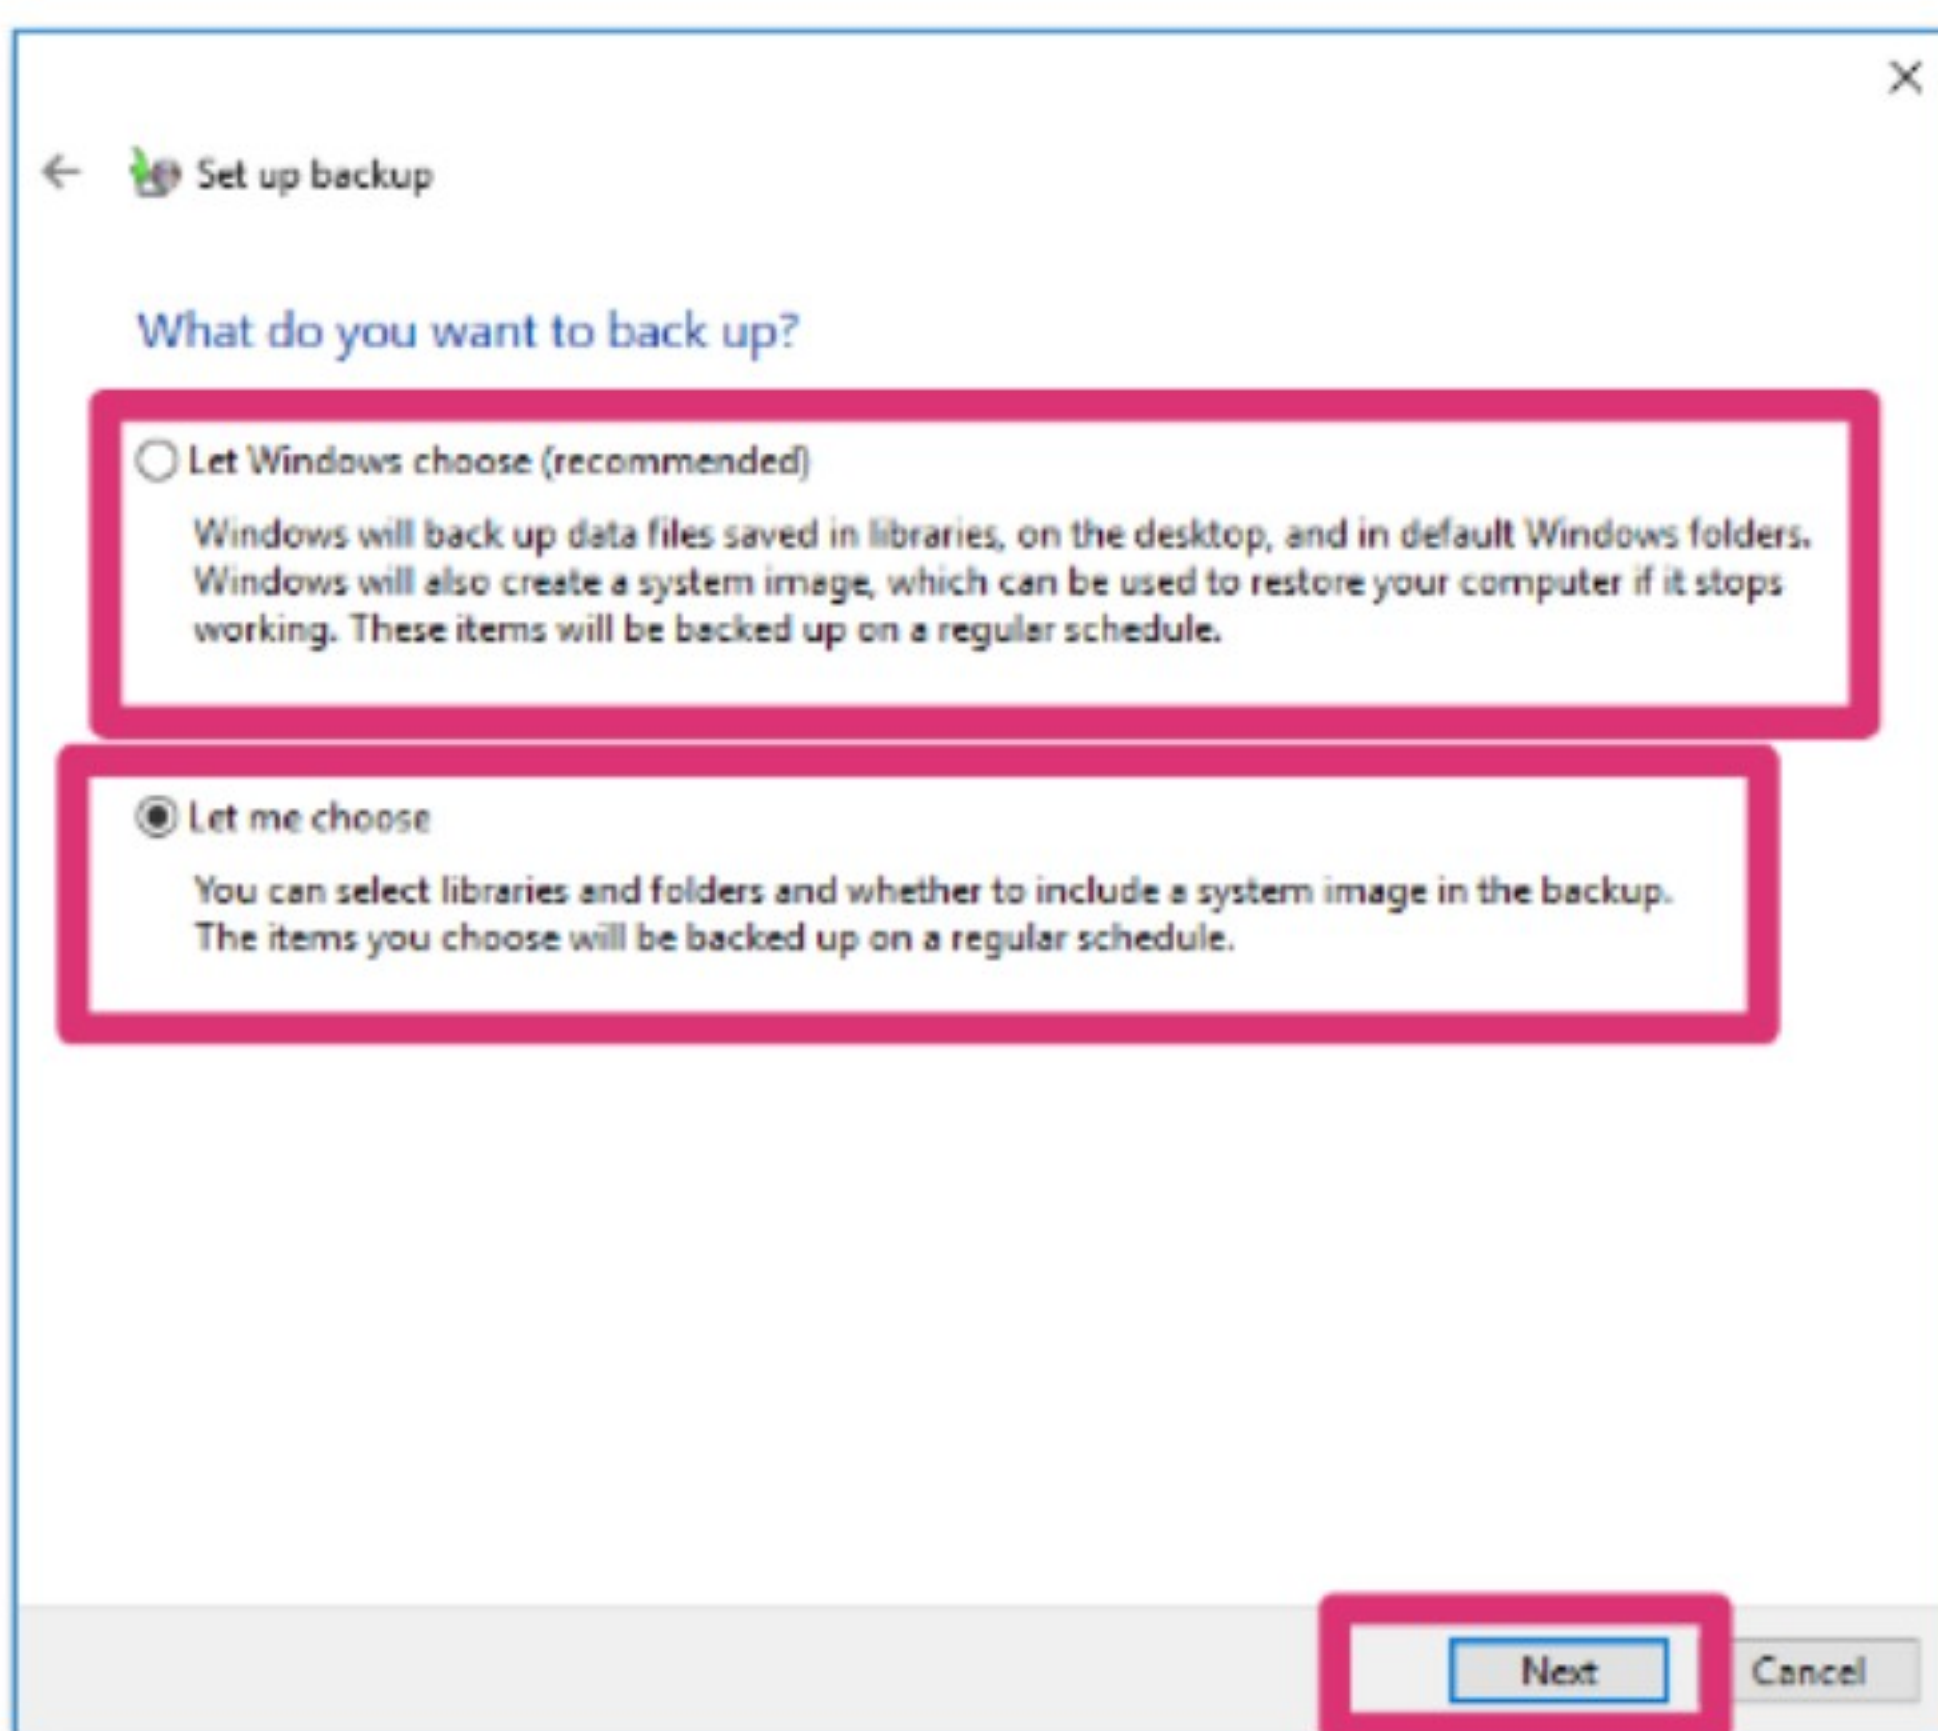 Set up backup
What do you want to back up?
Let Windows choose (recommended)
Windows will back up data files saved in libraries, on the desktop, and in default Windows folders.
Windows will also create a system image, which can be used to restore your computer if it stops
working. These items will be backed up on a regular schedule.
Let me choose
You can select libraries and folders and whether to include a system image in the backup.
The items you choose will be backed up on a regular schedule.
Next Cancel